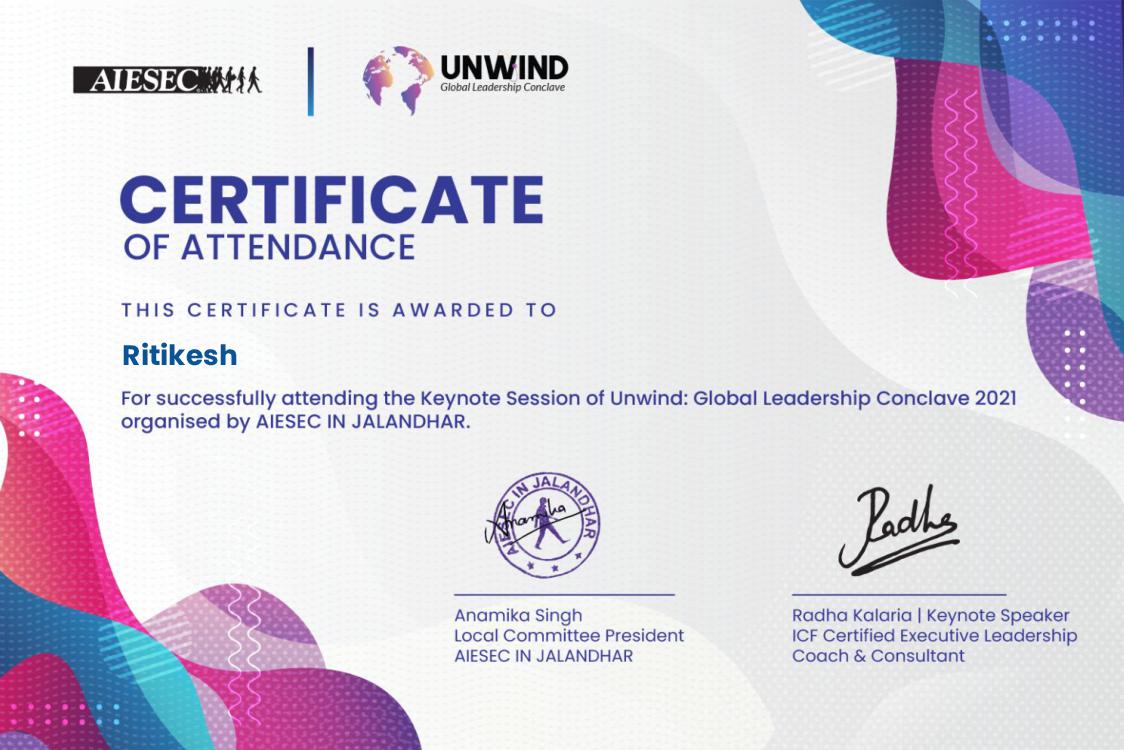 AIESEC
UNWIND
Global Leadership Conclave
CERTIFICATE
OF ATTENDANCE
THIS CERTIFICATE IS AWARDED TO
Ritikesh
For successfully attending the Keynote Session of Unwind: Global Leadership Conclave 2021
organised by AIESEC IN JALANDHAR.
AIESEC IN JALANDHAR
Anamika
Radha
Anamika Singh
Local Committee President
AIESEC IN JALANDHAR
Radha Kalaria | Keynote Speaker
ICF Certified Executive Leadership
Coach & Consultant